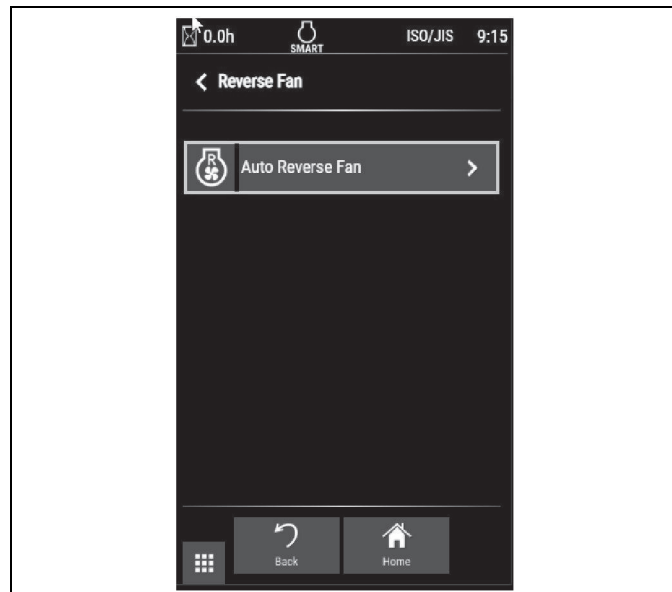 0.0h SMART ISO/JIS 9:15
Reverse Fan
R Auto Reverse Fan
Back Home